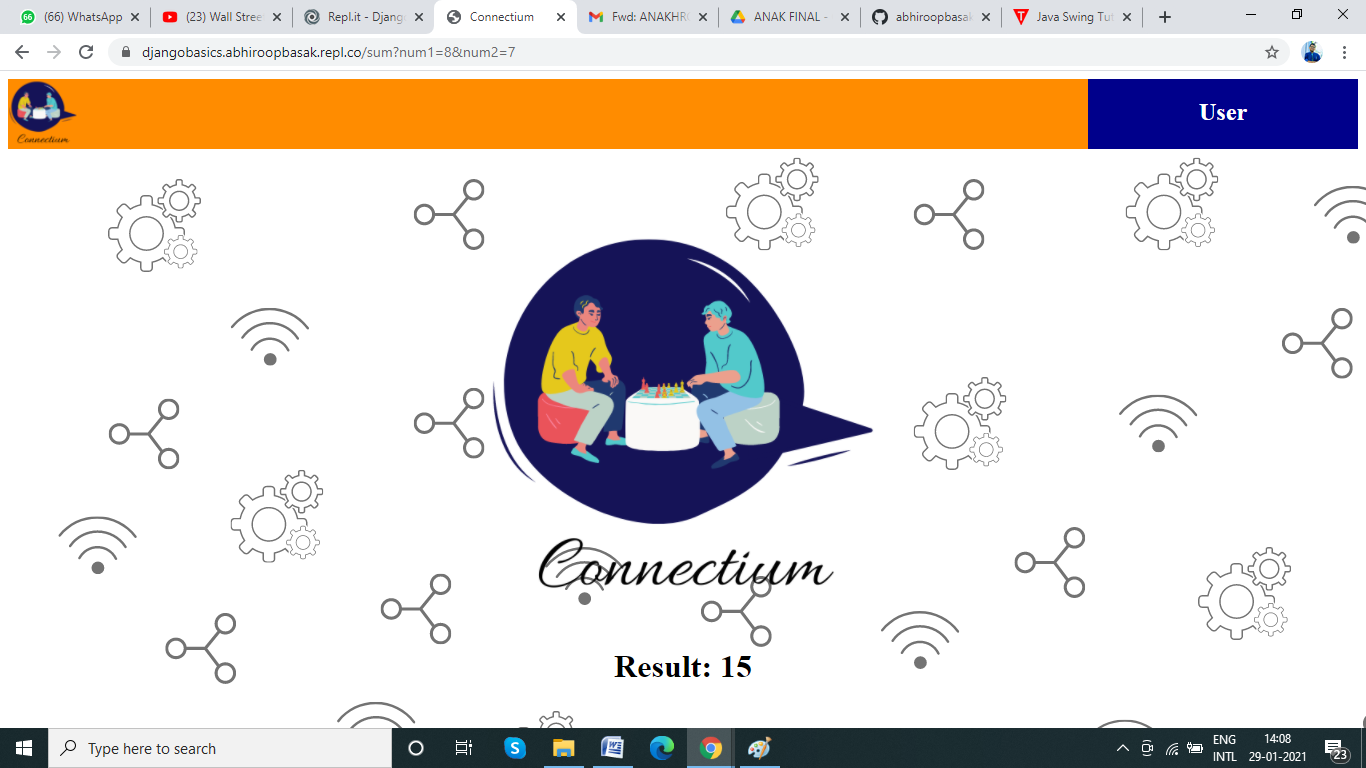 (66) WhatsApp
(23) Wall Stree
Repl.it - Djang
Connectium
Fwd: ANAKHR
ANAK FINAL -
abhiroopbasak
Java Swing Tut
djangobasics.abhiroopbasak.repl.co/sum?num1=8&num2=7
Connectium
User
Connectium
Result: 15
Type here to search
ENG
INTL
14:08
29-01-2021
23